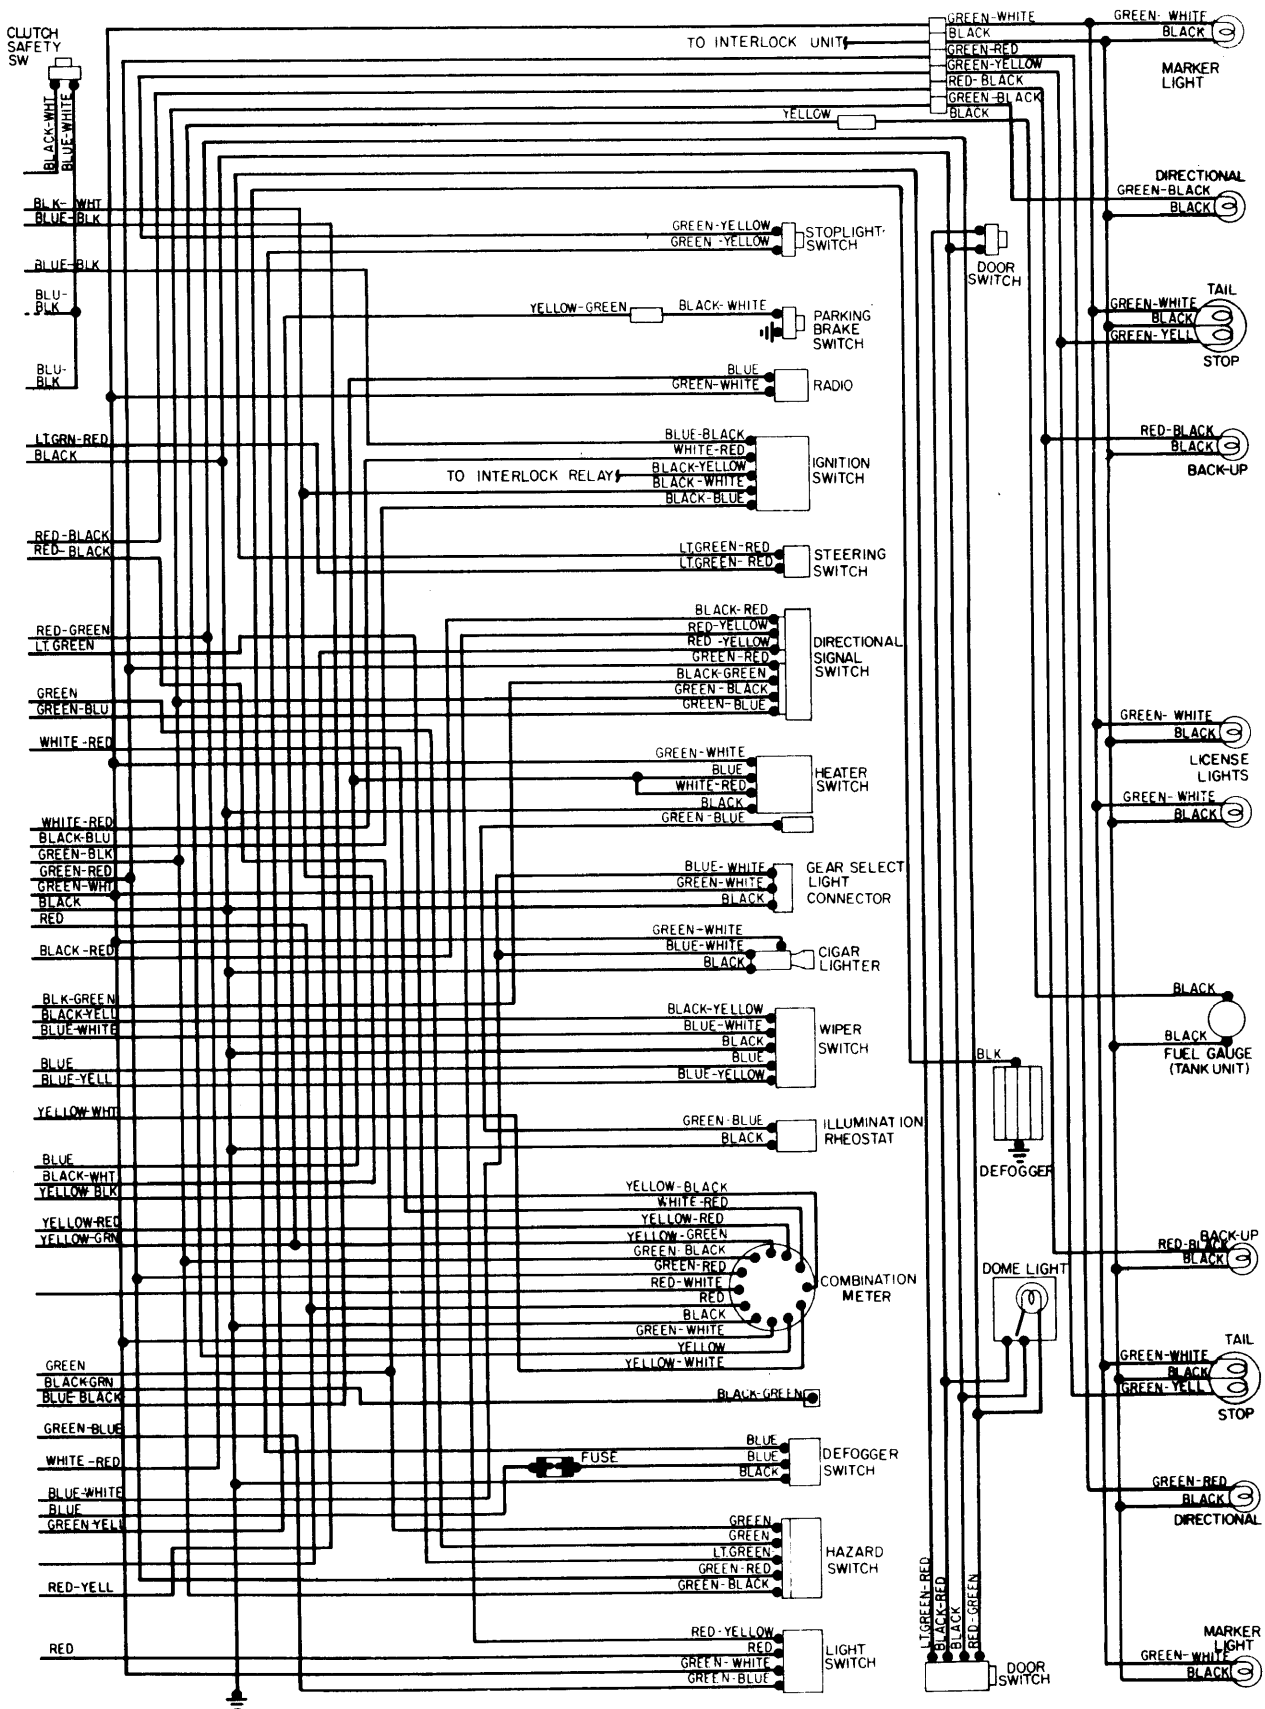 CLUTCH
SAFETY
SW
BLACK-WHT
BLUE-WHITE
TO INTERLOCK UNIT
GREEN-WHITE
BLACK
GREEN-RED
GREEN-YELLOW
RED-BLACK
GREEN-BLACK
BLACK
YELLOW
GREEN-WHITE
BLACK
MARKER
LIGHT
DIRECTIONAL
GREEN-BLACK
BLACK
BLK-WHT
BLUE-BLK
BLUE-BLK
BLU-
BLK
BLU-
BLK
LT.GRN-RED
BLACK
RED-BLACK
RED-BLACK
RED-GREEN
LT.GREEN
GREEN
GREEN-BLU
WHITE-RED
WHITE-RED
BLACK-BLU
GREEN-BLK
GREEN-RED
GREEN-WHT
BLACK
RED
BLACK-RED
BLK-GREEN
BLACK-YELL
BLUE-WHITE
BLUE
BLUE-YELL
YELLOW-WHT
BLUE
BLACK-WHT
YELLOW BLK
YELLOW-RED
YELLOW-GRN
GREEN
BLACK-GRN
BLUE BLACK
GREEN-BLUE
WHITE-RED
BLUE-WHITE
BLUE
GREEN YELL
RED-YELL
RED
GREEN-YELLOW
GREEN-YELLOW
STOPLIGHT
SWITCH
YELLOW-GREEN
BLACK-WHITE
PARKING
BRAKE
SWITCH
BLUE
GREEN-WHITE
RADIO
BLUE-BLACK
WHITE-RED
BLACK-YELLOW
BLACK-WHITE
BLACK-BLUE
TO INTERLOCK RELAY
IGNITION
SWITCH
LT.GREEN-RED
LT.GREEN-RED
STEERING
SWITCH
BLACK-RED
RED-YELLOW
RED-YELLOW
GREEN-RED
BLACK-GREEN
GREEN-BLACK
GREEN-BLUE
DIRECTIONAL
SIGNAL
SWITCH
GREEN-WHITE
BLUE
WHITE-RED
BLACK
GREEN-BLUE
HEATER
SWITCH
BLUE-WHITE
GREEN-WHITE
BLACK
GEAR SELECT
LIGHT
CONNECTOR
GREEN-WHITE
BLUE-WHITE
BLACK
CIGAR
LIGHTER
BLACK-YELLOW
BLUE-WHITE
BLACK
BLUE
BLUE-YELLOW
WIPER
SWITCH
GREEN-BLUE
BLACK
ILLUMINATION
RHEOSTAT
YELLOW-BLACK
WHITE-RED
YELLOW-RED
YELLOW-GREEN
GREEN-BLACK
GREEN-RED
RED-WHITE
RED
BLACK
GREEN-WHITE
YELLOW
YELLOW-WHITE
COMBINATION
METER
BLACK-GREEN
BLUE
BLUE
BLACK
FUSE
DEFOGGER
SWITCH
GREEN
GREEN
LT.GREEN-
GREEN-RED
GREEN-BLACK
HAZARD
SWITCH
RED-YELLOW
RED
GREEN-WHITE
GREEN-BLUE
LIGHT
SWITCH
DOOR
SWITCH
BLK
DEFOGGER
DOME LIGHT
LT.GREEN-RED
BLACK-RED
BLACK
RED-GREEN
DOOR
SWITCH
TAIL
GREEN-WHITE
BLACK
GREEN-YELL
STOP
RED-BLACK
BLACK
BACK-UP
GREEN-WHITE
BLACK
LICENSE
LIGHTS
GREEN-WHITE
BLACK
BLACK
BLACK
FUEL GAUGE
(TANK UNIT)
BACK-UP
RED-BLACK
BLACK
TAIL
GREEN-WHITE
BLACK
GREEN-YELL
STOP
GREEN-RED
BLACK
DIRECTIONAL
MARKER
LIGHT
GREEN-WHITE
BLACK